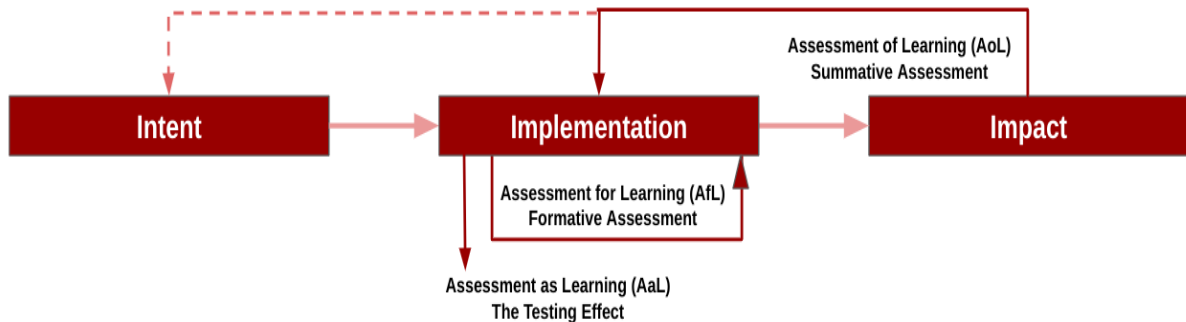 Assessment of Learning (AoL)
Summative Assessment
Intent
Implementation
Impact
Assessment for Learning (AfL)
Formative Assessment
Assessment as Learning (AaL)
The Testing Effect